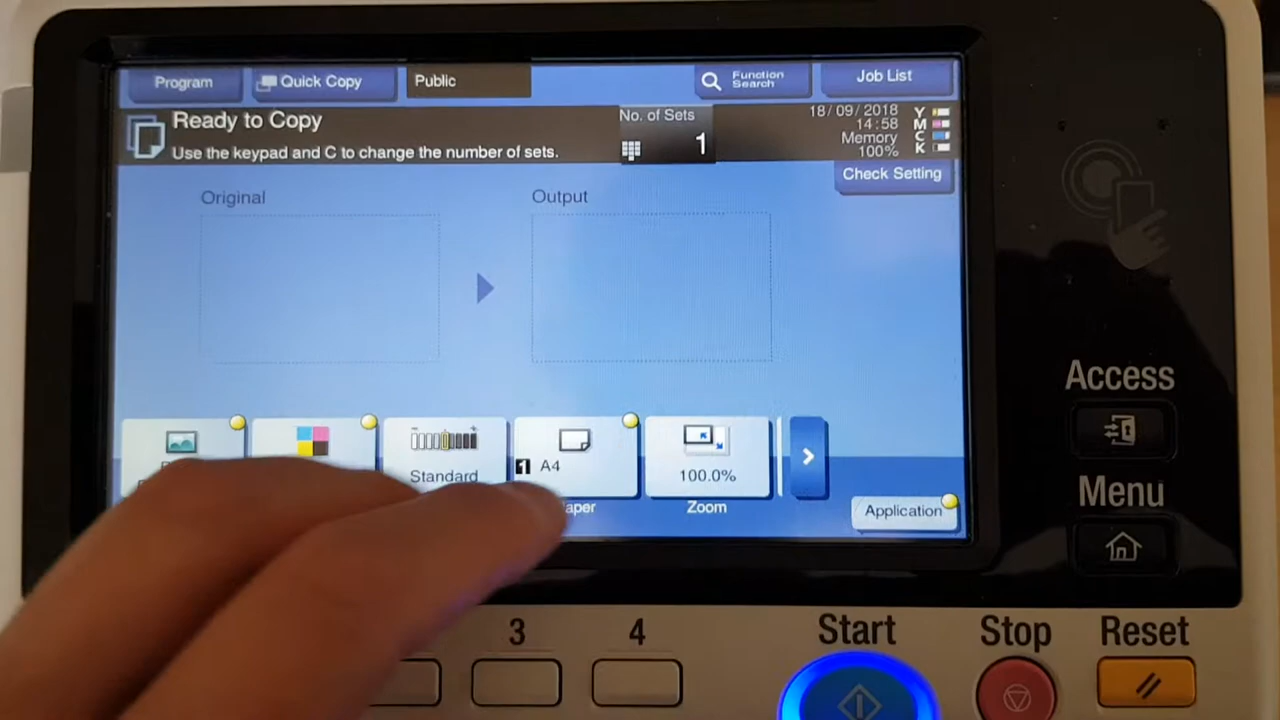 Program
Quick Copy
Public
Function
Search
Job List
Ready to Copy
Use the keypad and C to change the number of sets.
No. of Sets
1
18/09/2018
14:58
Memory
100%
Y
M
C
K
Check Setting
Original
Output
Standard
1 A4
100.0%
Zoom
Application
Access
Menu
3
4
Start
Stop
Reset